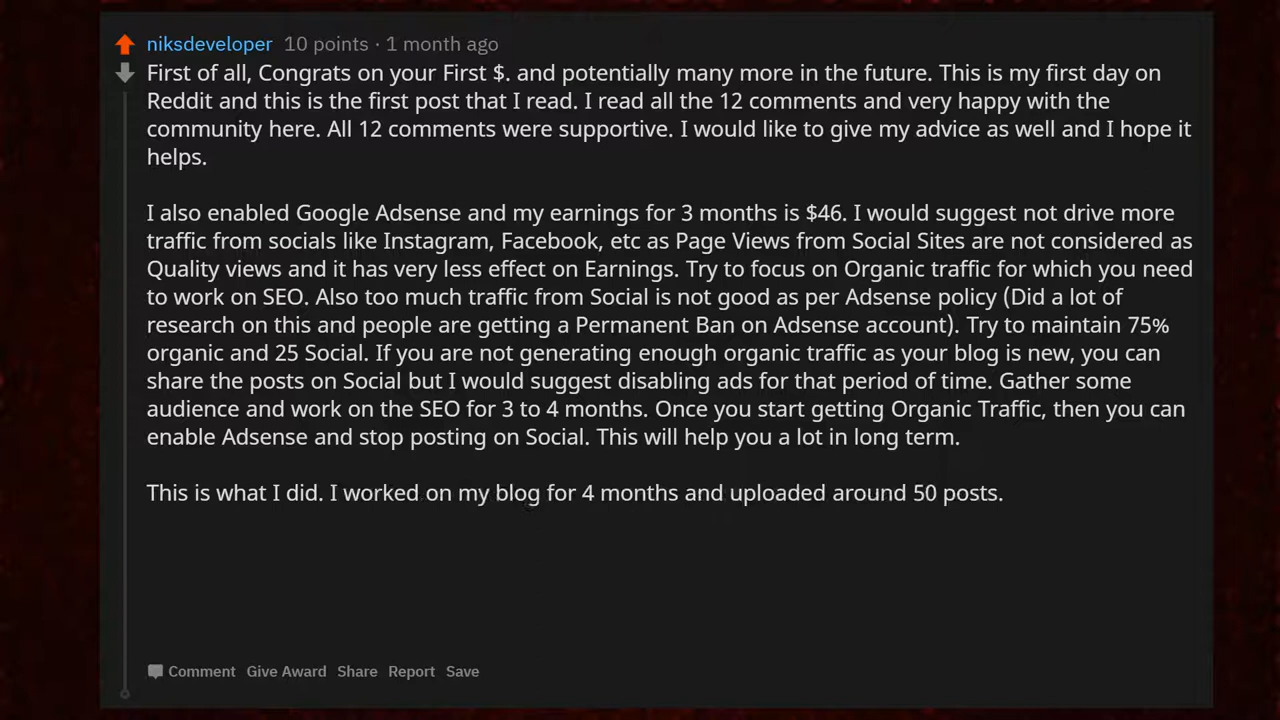 niksdeveloper 10 points · 1 month ago
First of all, Congrats on your First $. and potentially many more in the future. This is my first day on
Reddit and this is the first post that I read. I read all the 12 comments and very happy with the
community here. All 12 comments were supportive. I would like to give my advice as well and I hope it
helps.
I also enabled Google Adsense and my earnings for 3 months is $46. I would suggest not drive more
traffic from socials like Instagram, Facebook, etc as Page Views from Social Sites are not considered as
Quality views and it has very less effect on Earnings. Try to focus on Organic traffic for which you need
to work on SEO. Also too much traffic from Social is not good as per Adsense policy (Did a lot of
research on this and people are getting a Permanent Ban on Adsense account). Try to maintain 75%
organic and 25 Social. If you are not generating enough organic traffic as your blog is new, you can
share the posts on Social but I would suggest disabling ads for that period of time. Gather some
audience and work on the SEO for 3 to 4 months. Once you start getting Organic Traffic, then you can
enable Adsense and stop posting on Social. This will help you a lot in long term.
This is what I did. I worked on my blog for 4 months and uploaded around 50 posts.
Comment Give Award Share Report Save